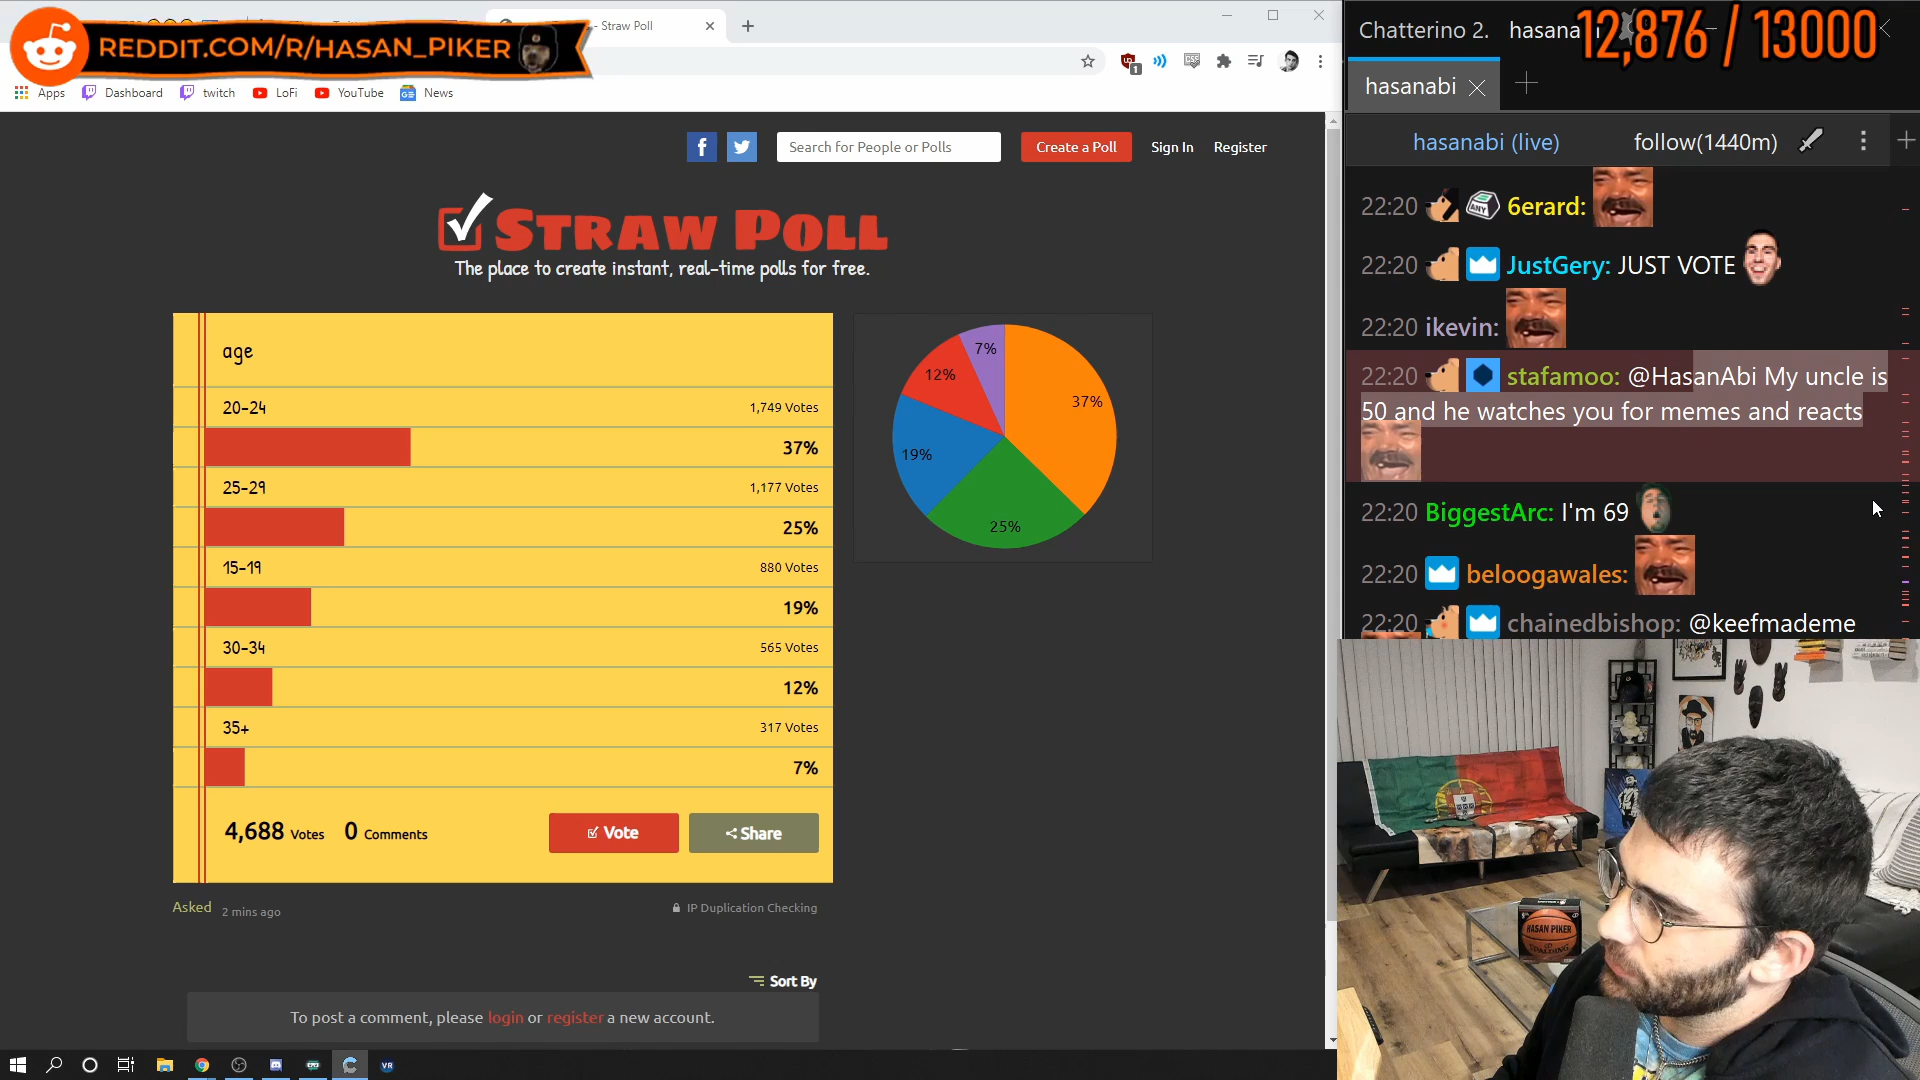 REDDIT.COM/R/HASAN_PIKER
- Straw Poll
Apps
Dashboard
twitch
LoFi
YouTube
News
1
Search for People or Polls
Create a Poll
Sign In
Register
STRAW POLL
The place to create instant, real-time polls for free.
age
20-24
1,749 Votes
37%
25-29
1,177 Votes
25%
15-19
880 Votes
19%
30-34
565 Votes
12%
35+
317 Votes
7%
4,688 Votes
0 Comments
Vote
Share
Asked 2 mins ago
IP Duplication Checking
Sort By
To post a comment, please login or register a new account.
7%
12%
37%
19%
25%
Chatterino 2.
12,876 / 13000
hasanabi
hasanabi (live)
follow(1440m)
22:20 ANY 6erard:
22:20 JustGery: JUST VOTE
22:20 ikevin:
22:20 stafamoo: @HasanAbi My uncle is
50 and he watches you for memes and reacts
22:20 BiggestArc: I'm 69
22:20 beloogawales:
22:20 chainedbishop: @keefmademe
HASAN PIKER
SPALDING
VR